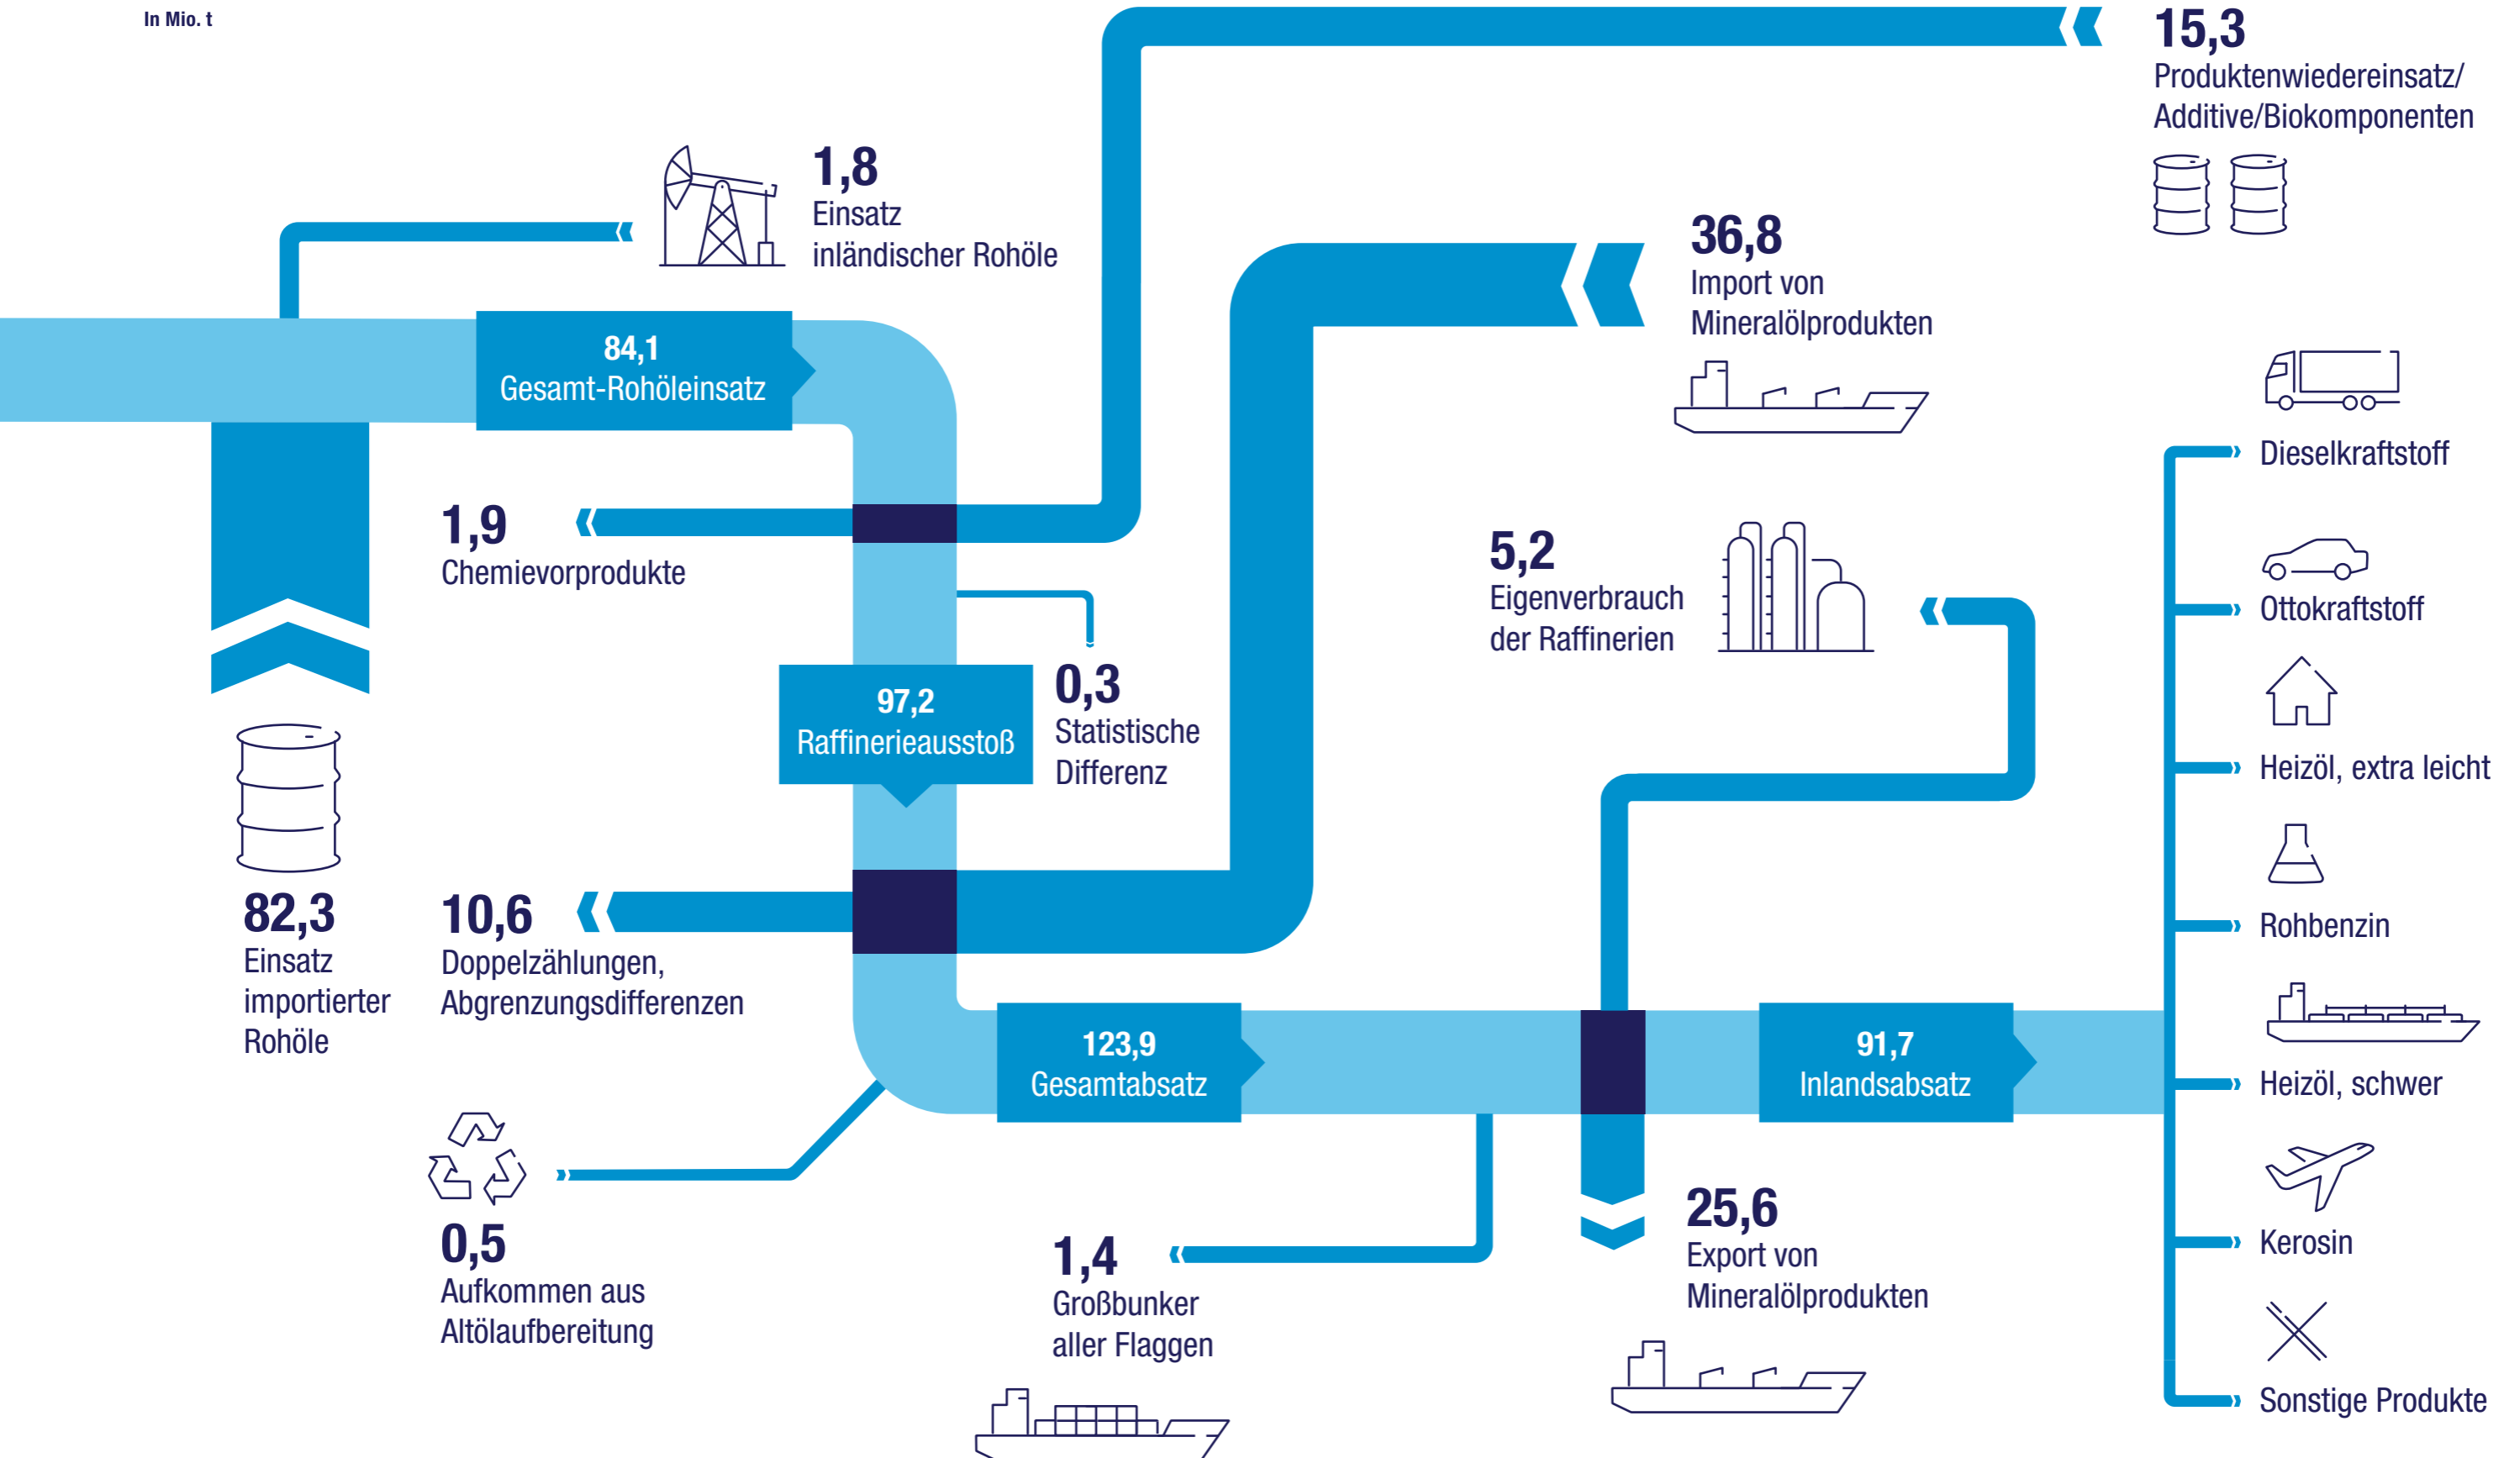 In Mio. t
15,3
Produktenwiedereinsatz/
Additive/Biokomponenten
1,8
Einsatz
inländischer Rohöle
36,8
Import von
Mineralölprodukten
84,1
Gesamt-Rohöleinsatz
Dieselkraftstoff
1,9
Chemievorprodukte
5,2
Eigenverbrauch
der Raffinerien
Ottokraftstoff
97,2
Raffinerieausstoß
0,3
Statistische
Differenz
Heizöl, extra leicht
82,3
Einsatz
importierter
Rohöle
10,6
Doppelzählungen,
Abgrenzungsdifferenzen
Rohbenzin
123,9
Gesamtabsatz
91,7
Inlandsabsatz
Heizöl, schwer
0,5
Aufkommen aus
Altölaufbereitung
1,4
Großbunker
aller Flaggen
25,6
Export von
Mineralölprodukten
Kerosin
Sonstige Produkte